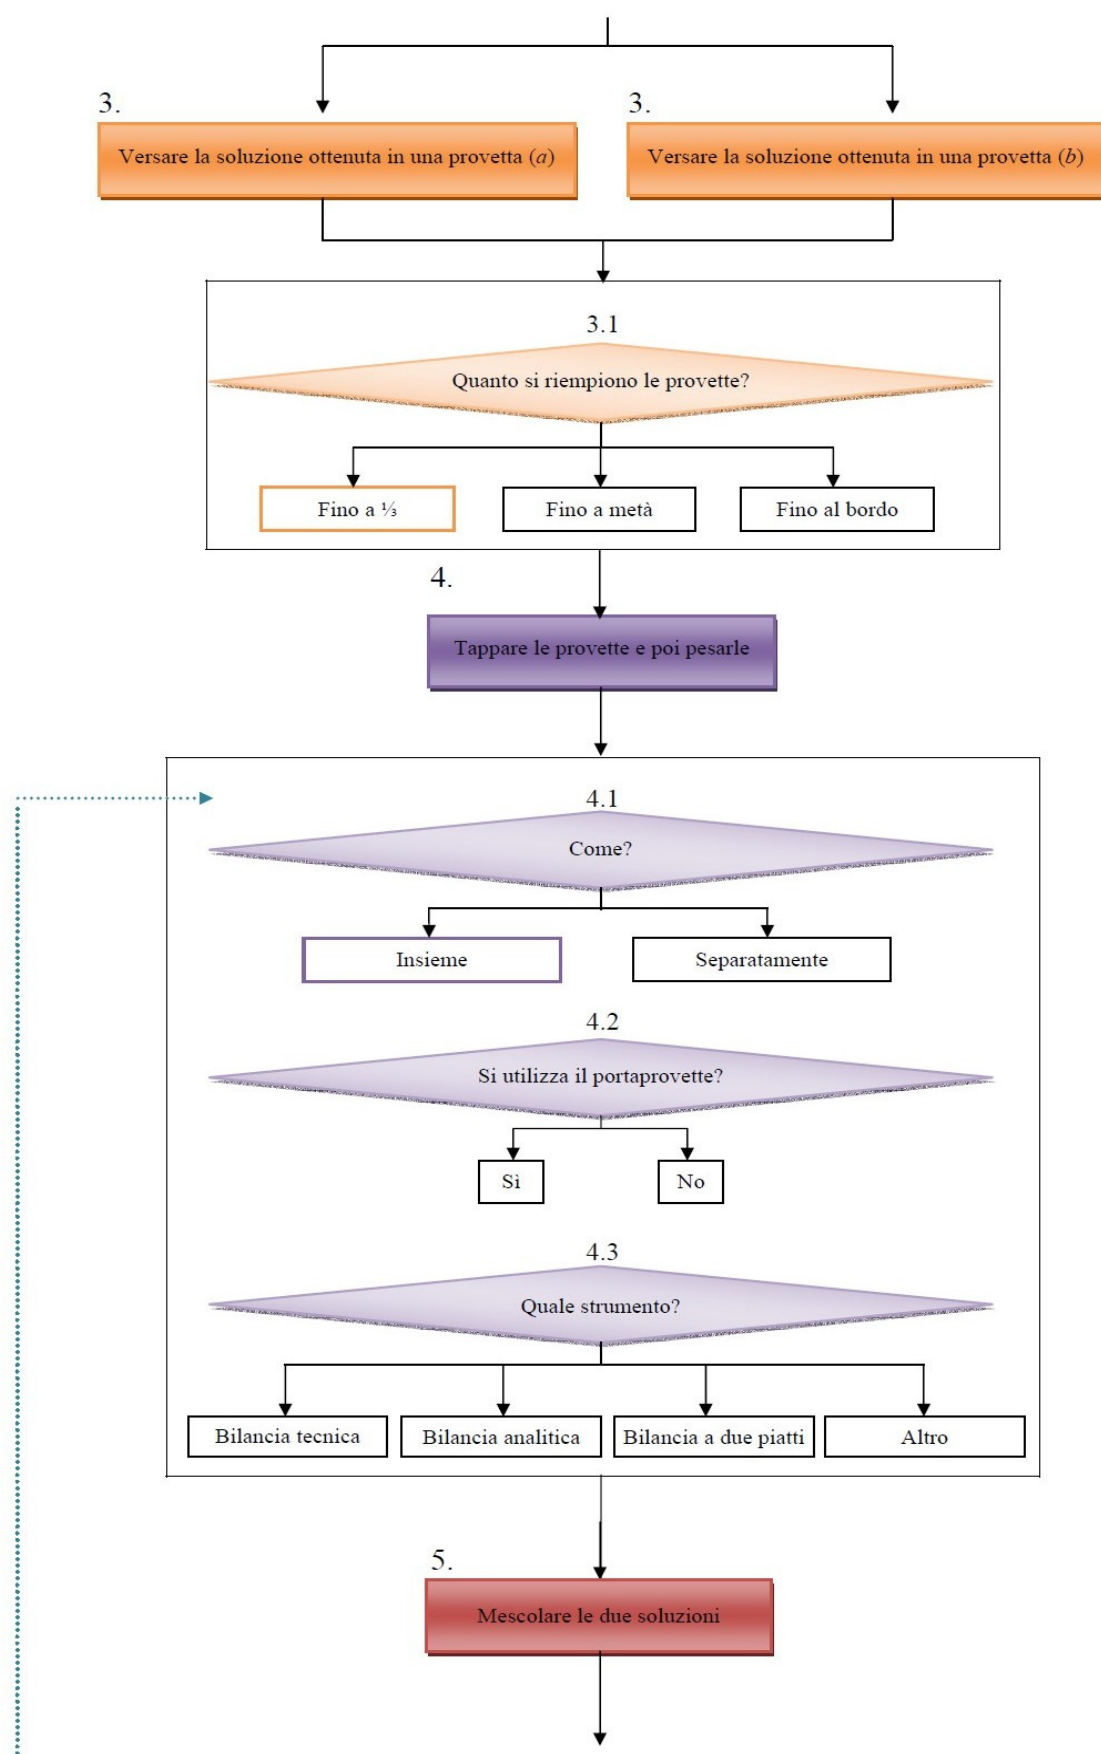 3.
3.
Versare la soluzione ottenuta in una provetta (a)
Versare la soluzione ottenuta in una provetta (b)
3.1
Quanto si riempiono le provette?
Fino a ⅓
Fino a metà
Fino al bordo
4.
Tappare le provette e poi pesarle
4.1
Come?
Insieme
Separatamente
4.2
Si utilizza il portaprovette?
Sì
No
4.3
Quale strumento?
Bilancia tecnica
Bilancia analitica
Bilancia a due piatti
Altro
5.
Mescolare le due soluzioni